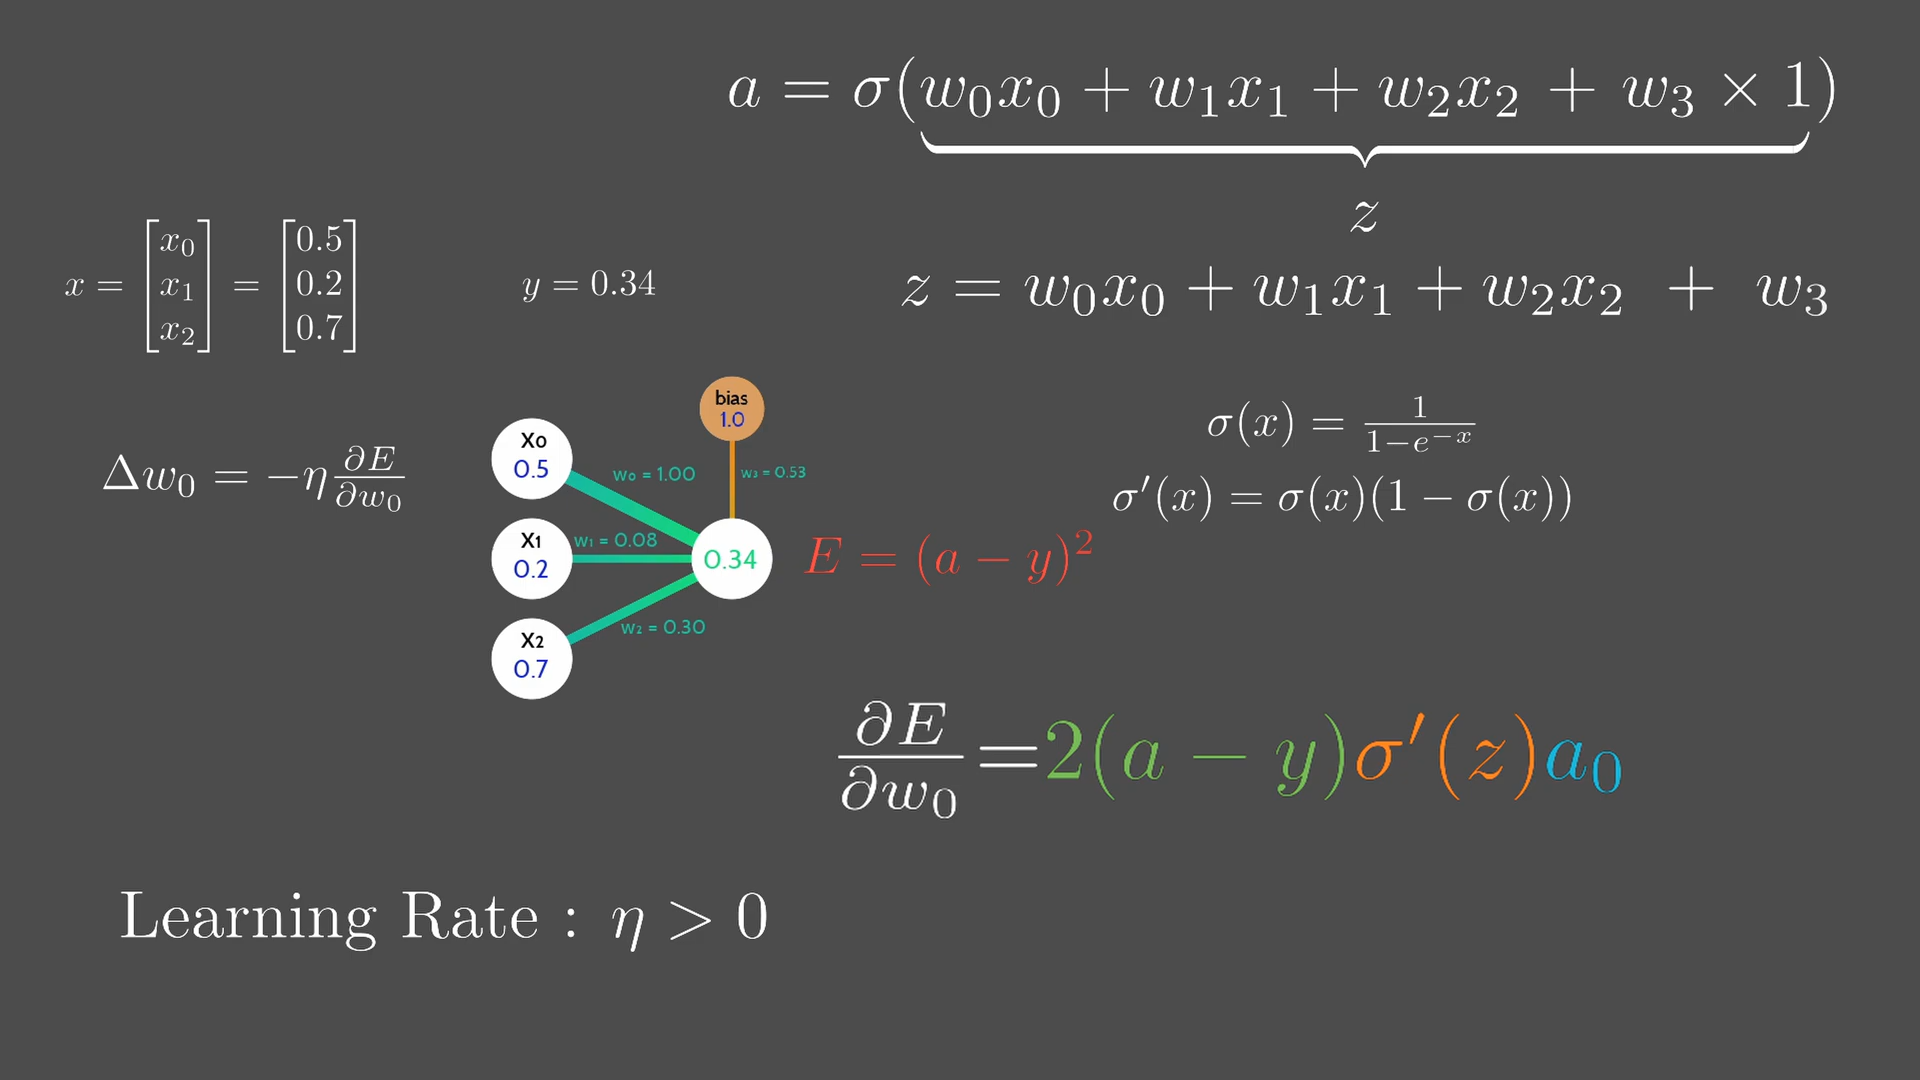 a = σ(w₀x₀ + w₁x₁ + w₂x₂ + w₃ × 1)
z
x = [x₀ x₁ x₂] = [0.5 0.2 0.7]
y = 0.34
z = w₀x₀ + w₁x₁ + w₂x₂ + w₃
bias
1.0
σ(x) = 1/(1−e^(−x))
Δw₀ = −η ∂E/∂w₀
X0
0.5
w₀ = 1.00
w₃ = 0.53
σ′(x) = σ(x)(1 − σ(x))
X1
0.2
w₁ = 0.08
0.34
E = (a − y)²
X2
0.7
w₂ = 0.30
∂E/∂w₀ = 2(a − y)σ′(z)a₀
Learning Rate : η > 0